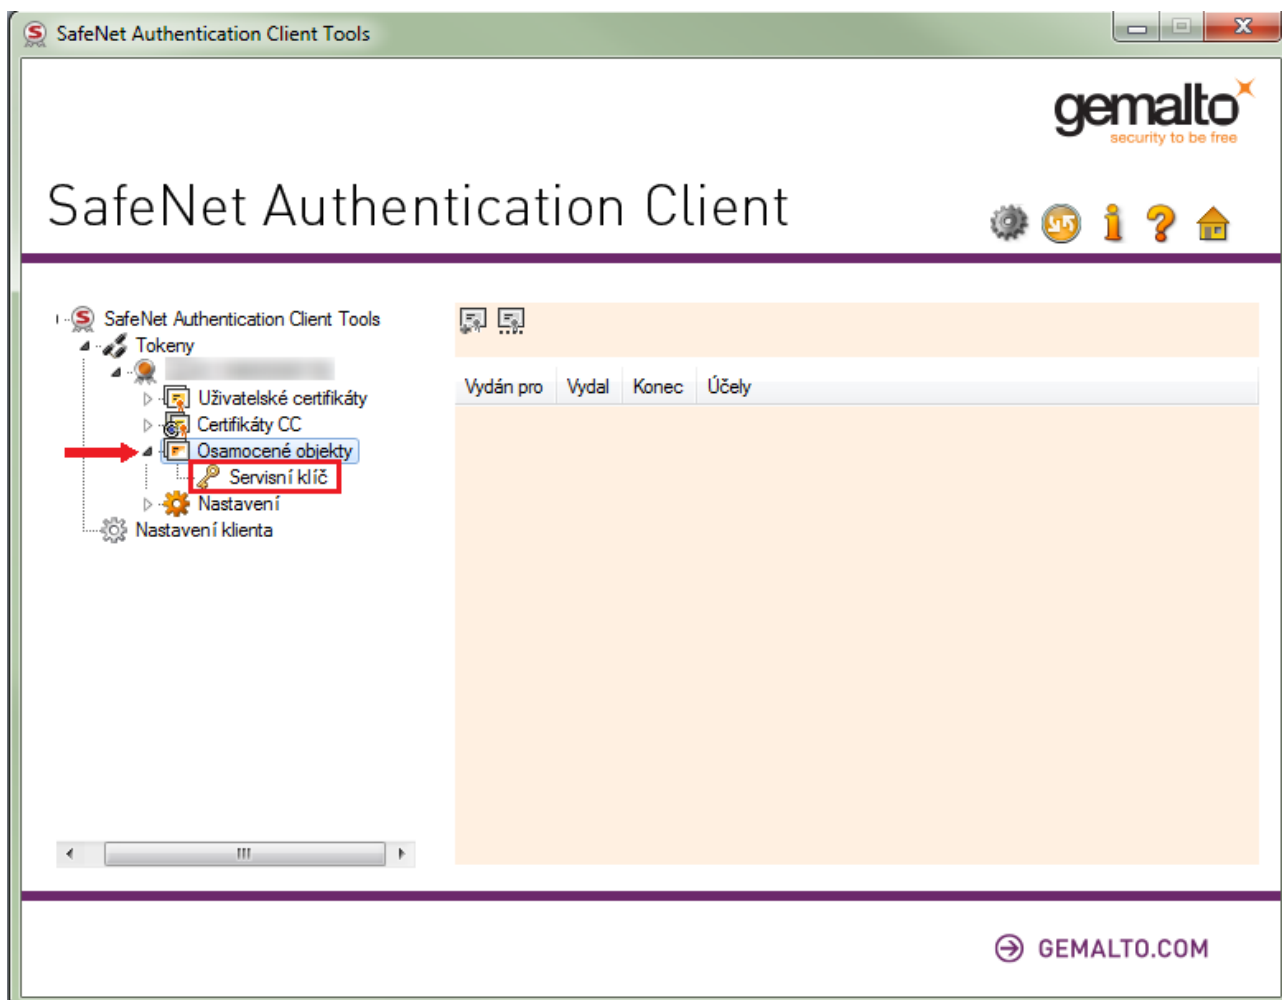 SafeNet Authentication Client Tools
gemalto
security to be free
SafeNet Authentication Client
SafeNet Authentication Client Tools
Tokeny
Uživatelské certifikáty
Certifikáty CC
Osamocené objekty
Servisní klíč
Nastavení
Nastavení klienta
Vydán pro Vydal Konec Účely
GEMALTO.COM